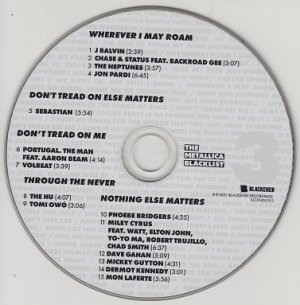 WHEREVER I MAY ROAM
1 J BALVIN (2:39)
2 CHASE & STATUS FEAT. BACKROAD GEE (3:07)
3 THE NEPTUNES (3:56)
4 JON PARDI (6:45)
DON'T TREAD ON ELSE MATTERS
5 SEBASTIAN (5:54)
DON'T TREAD ON ME
6 PORTUGAL. THE MAN
FEAT. AARON BEAM (4:14)
7 VOLBEAT (3:39)
THROUGH THE NEVER
8 THE HU (4:07)
9 TOMI OWÓ (3:06)
THE
METALLICA
BLACKLIST
3
BLACKENED
NOTHING ELSE MATTERS
10 PHOEBE BRIDGERS (4:35)
11 MILEY CYRUS
FEAT. WATT, ELTON JOHN,
YO-YO MA, ROBERT TRUJILLO,
CHAD SMITH (6:37)
12 DAVE GAHAN (5:09)
13 MICKEY GUTTON (4:31)
14 DERMOT KENNEDY (3:01)
15 MON LAFERTE (5:56)